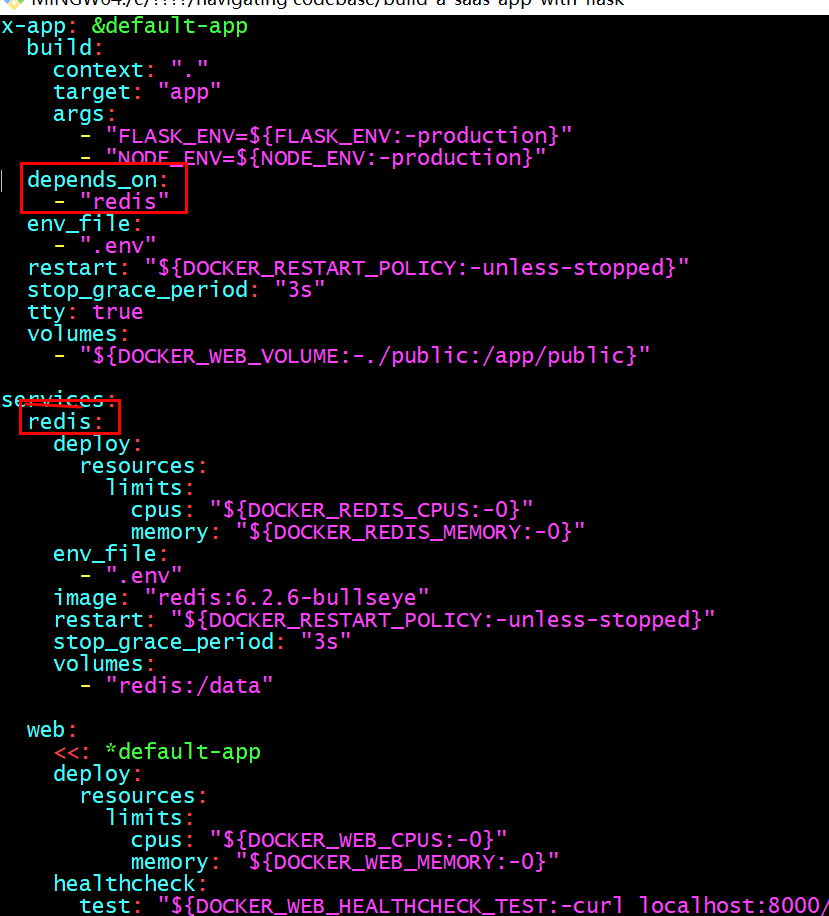 MINGW64:/c/????/navigating codebase/build-a-saas-app-with-flask
x-app: &default-app
  build:
    context: "."
    target: "app"
    args:
      - "FLASK_ENV=${FLASK_ENV:-production}"
      - "NODE_ENV=${NODE_ENV:-production}"
  depends_on:
    - "redis"
  env_file:
    - ".env"
  restart: "${DOCKER_RESTART_POLICY:-unless-stopped}"
  stop_grace_period: "3s"
  tty: true
  volumes:
    - "${DOCKER_WEB_VOLUME:-./public:/app/public}"
services:
  redis:
    deploy:
      resources:
        limits:
          cpus: "${DOCKER_REDIS_CPUS:-0}"
          memory: "${DOCKER_REDIS_MEMORY:-0}"
    env_file:
      - ".env"
    image: "redis:6.2.6-bullseye"
    restart: "${DOCKER_RESTART_POLICY:-unless-stopped}"
    stop_grace_period: "3s"
    volumes:
      - "redis:/data"
  web:
    <<: *default-app
    deploy:
      resources:
        limits:
          cpus: "${DOCKER_WEB_CPUS:-0}"
          memory: "${DOCKER_WEB_MEMORY:-0}"
    healthcheck:
      test: "${DOCKER_WEB_HEALTHCHECK_TEST:-curl localhost:8000/